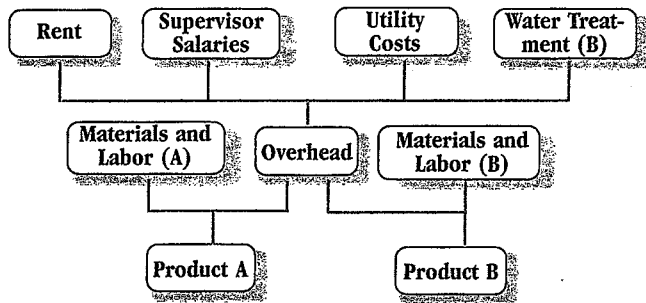 Rent
Supervisor
Salaries
Utility
Costs
Water Treat-
ment (B)
Materials and
Labor (A)
Overhead
Materials and
Labor (B)
Product A
Product B